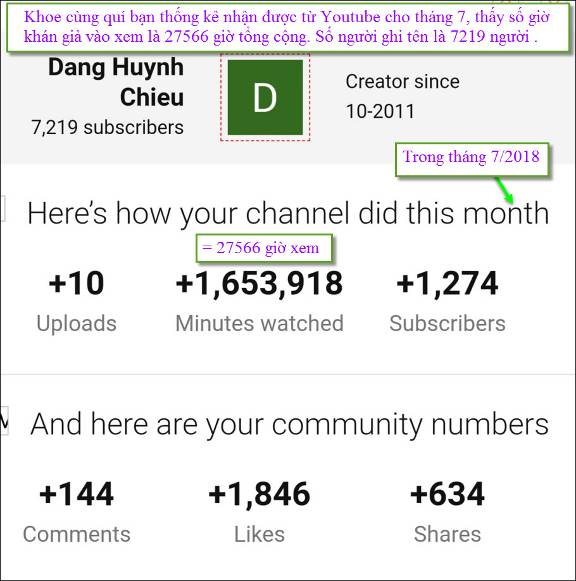 Khoe cùng quí bạn thống kê nhận được từ Youtube cho tháng 7, thấy số giờ
khán giả vào xem là 27566 giờ tổng cộng. Số người ghi tên là 7219 người .
Dang Huynh
Chieu
7,219 subscribers
D
Creator since
10-2011
Trong tháng 7/2018
Here's how your channel did this month
= 27566 giờ xem
+10
+1,653,918
+1,274
Uploads
Minutes watched
Subscribers
And here are your community numbers
+144
+1,846
+634
Comments
Likes
Shares